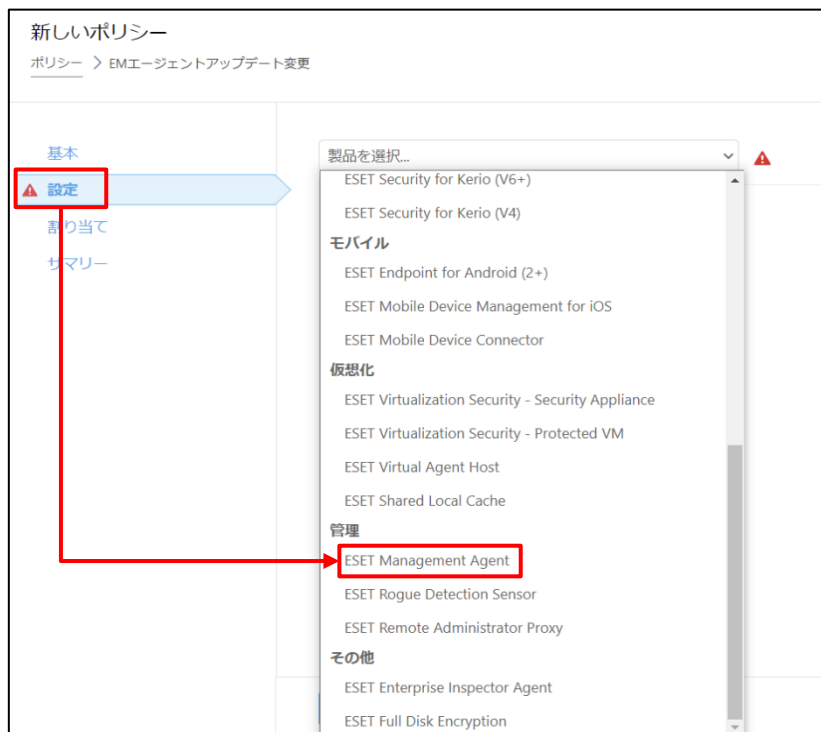 新しいポリシー
ポリシー > EMエージェントアップデート変更
基本
設定
割り当て
サマリー
製品を選択...
ESET Security for Kerio (V6+)
ESET Security for Kerio (V4)
モバイル
ESET Endpoint for Android (2+)
ESET Mobile Device Management for iOS
ESET Mobile Device Connector
仮想化
ESET Virtualization Security - Security Appliance
ESET Virtualization Security - Protected VM
ESET Virtual Agent Host
ESET Shared Local Cache
管理
ESET Management Agent
ESET Rogue Detection Sensor
ESET Remote Administrator Proxy
その他
ESET Enterprise Inspector Agent
ESET Full Disk Encryption